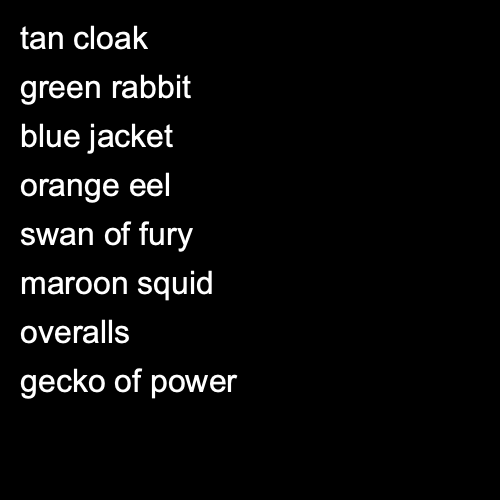 tan cloak
green rabbit
blue jacket
orange eel
swan of fury
maroon squid
overalls
gecko of power